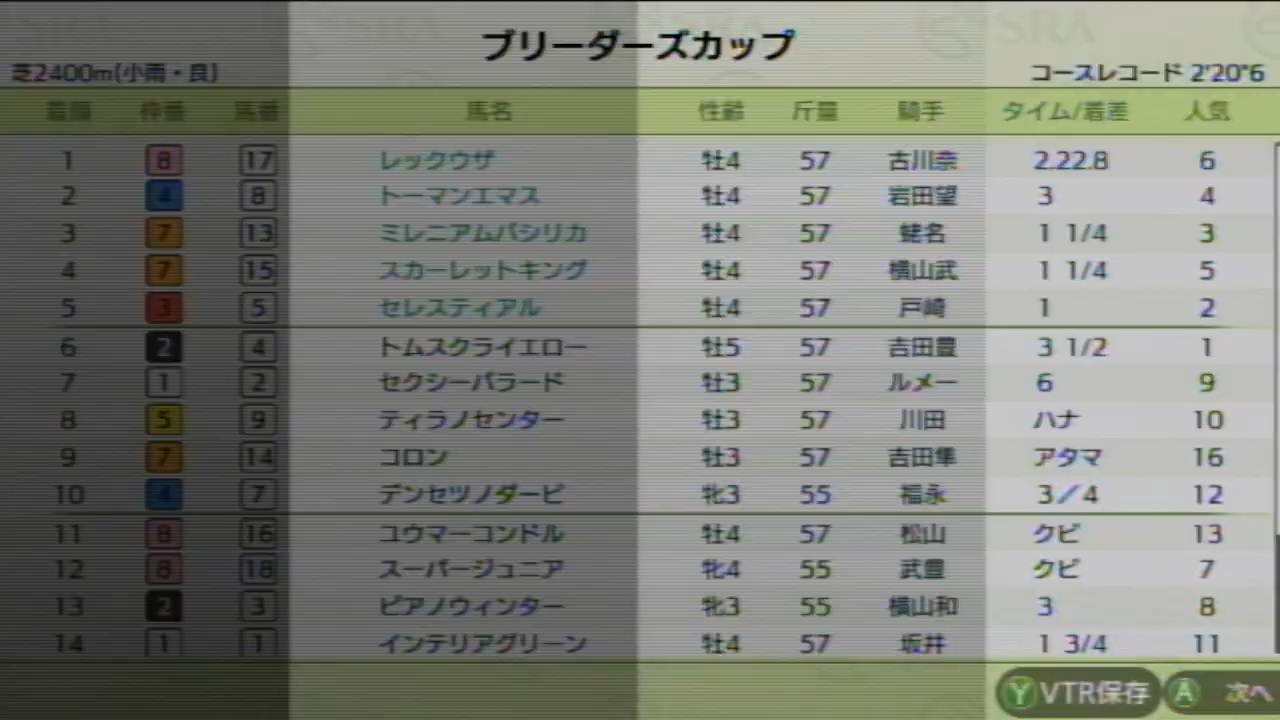 ブリーダーズカップ
芝2400m(小雨・良) コースレコード 2'20"6
着順 枠番 馬番 馬名 性齢 斤量 騎手 タイム/着差 人気
1 8 17 レックウザ 牡4 57 古川奈 2.22.8 6
2 4 8 トーマンエマス 牡4 57 岩田望 3 4
3 7 13 ミレニアムバシリカ 牡4 57 蛯名 1 1/4 3
4 7 15 スカーレットキング 牡4 57 横山武 1 1/4 5
5 3 5 セレスティアル 牡4 57 戸崎 1 2
6 2 4 トムスクライエロー 牡5 57 吉田豊 3 1/2 1
7 1 2 セクシーバラード 牡3 57 ルメー 6 9
8 5 9 ティラノセンター 牡3 57 川田 ハナ 10
9 7 14 コロン 牡3 57 吉田隼 アタマ 16
10 4 7 デンセツノダービ 牝3 55 福永 3/4 12
11 8 16 コウマーコンドル 牡4 57 松山 クビ 13
12 8 18 スーパージュニア 牝4 55 武豊 クビ 7
13 2 3 ピアノウィンター 牝3 55 横山和 3 8
14 1 1 インテリアグリーン 牡4 57 坂井 1 3/4 11
Y VTR保存 A 次へ